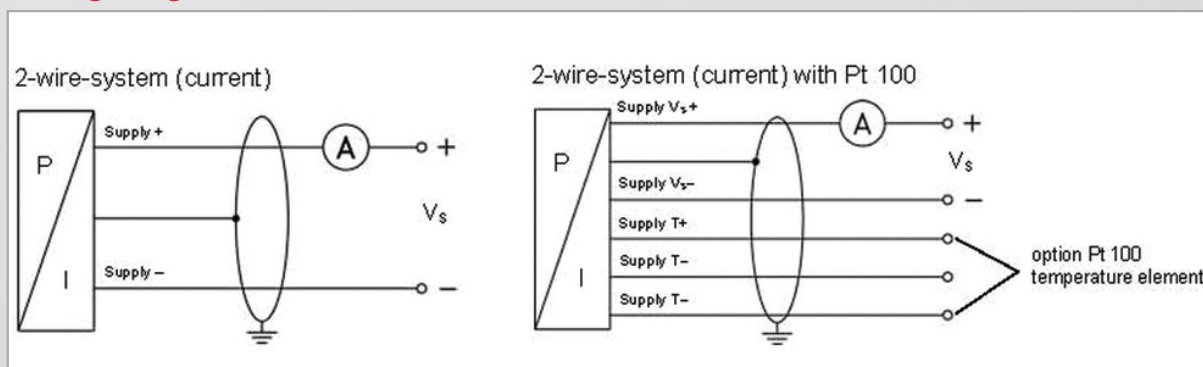 2-wire-system (current)
Supply +
A
+
P
Vs
I
Supply –
–
2-wire-system (current) with Pt 100
Supply Vs+
A
+
P
Vs
Supply Vs–
–
Supply T+
option Pt 100
temperature element
I
Supply T–
Supply T–